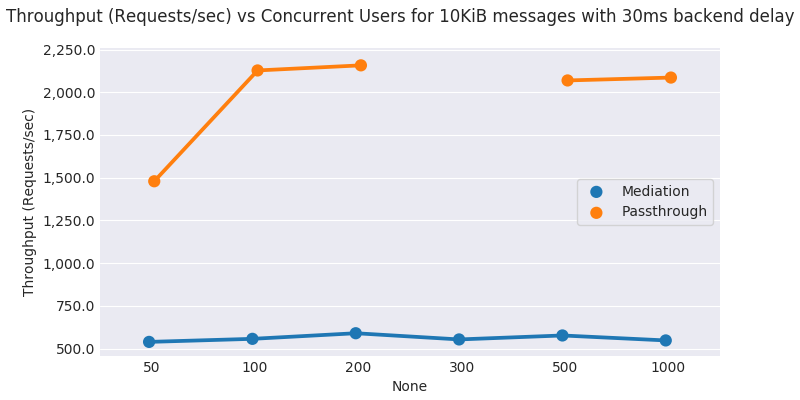 Throughput (Requests/sec) vs Concurrent Users for 10KiB messages with 30ms backend delay
2,250.0
2,000.0
1,750.0
1,500.0
1,250.0
1,000.0
750.0
500.0
Throughput (Requests/sec)
Mediation
Passthrough
50 100 200 300 500 1000
None